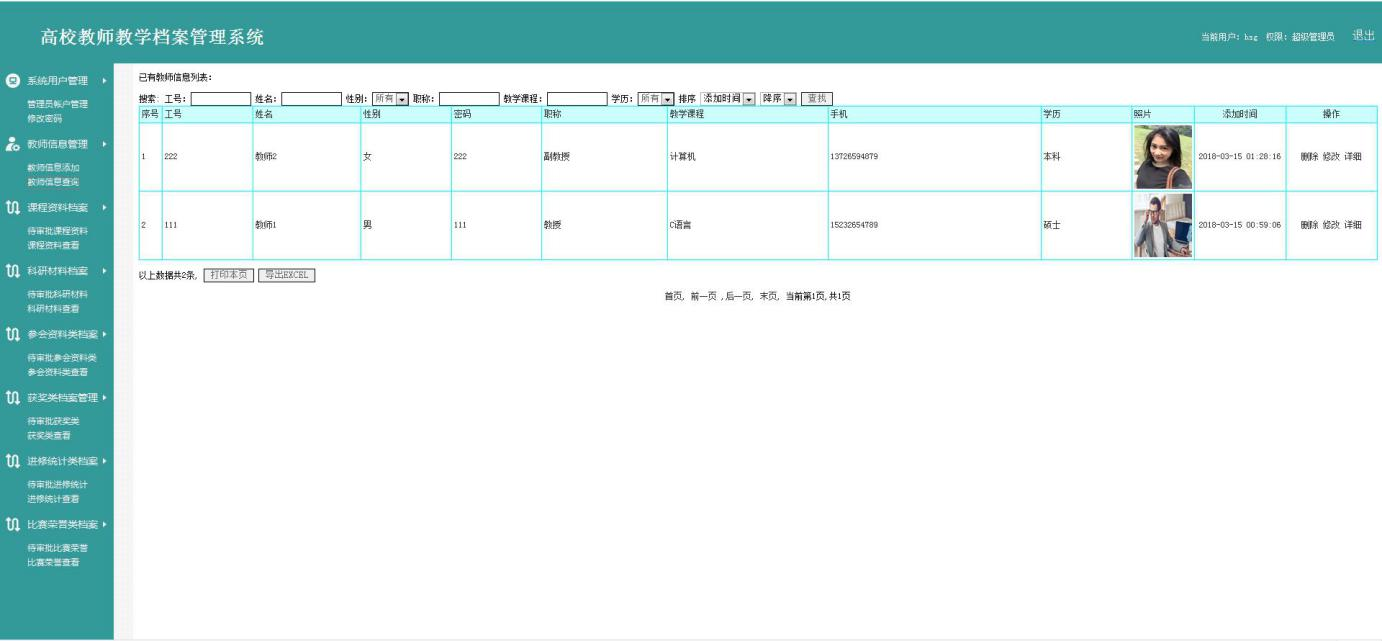 高校教师教学档案管理系统
当前用户: hsg 权限: 超级管理员 退出
系统用户管理
管理员帐户管理
修改密码
教师信息管理
教师信息添加
教师信息查询
课程资料档案
待审批课程资料
课程资料查看
科研材料档案
待审批科研材料
科研材料查看
参会资料类档案
待审批参会资料类
参会资料类查看
获奖类档案管理
待审批获奖类
获奖类查看
进修统计类档案
待审批进修统计
进修统计查看
比赛荣誉类档案
待审批比赛荣誉
比赛荣誉查看
已有教师信息列表:
搜索: 工号: 姓名: 性别: 所有 职称: 教学课程: 学历: 所有 排序 添加时间 降序 查找
序号 工号 姓名 性别 密码 职称 教学课程 手机 学历 照片 添加时间 操作
1 222 教师2 女 222 副教授 计算机 13726594879 本科 2018-03-15 01:28:16 删除 修改 详细
2 111 教师1 男 111 教授 C语言 15232654789 硕士 2018-03-15 00:59:06 删除 修改 详细
以上数据共2条, 打印本页 导出EXCEL
首页, 前一页 ,后一页, 末页, 当前第1页,共1页